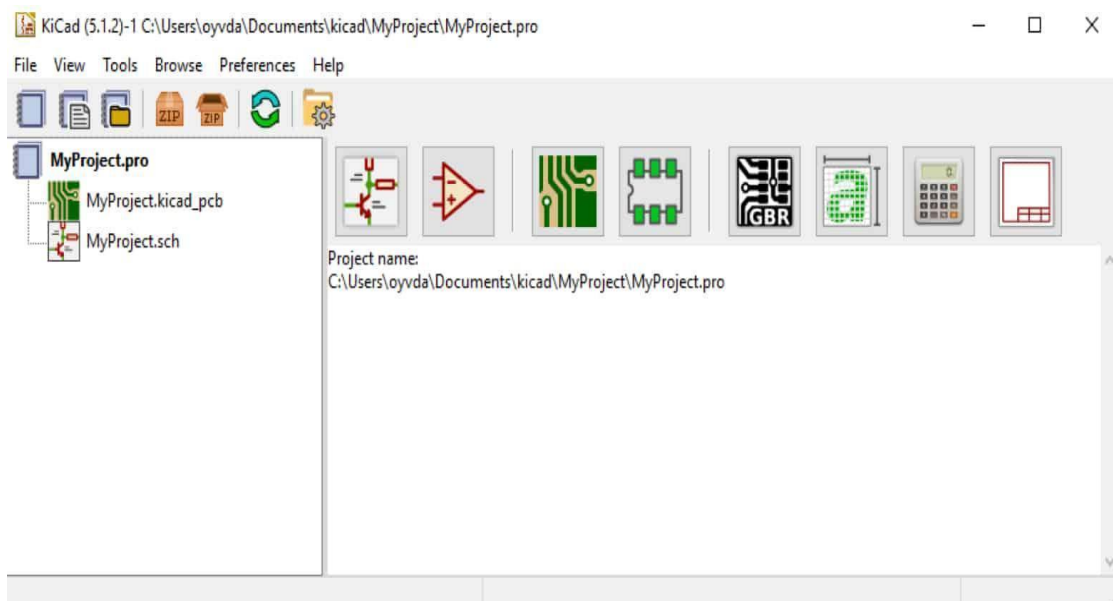 KiCad (5.1.2)-1 C:\Users\oyvda\Documents\kicad\MyProject\MyProject.pro
File View Tools Browse Preferences Help
ZIP ZIP
MyProject.pro
MyProject.kicad_pcb
MyProject.sch
GBR a 0.
Project name:
C:\Users\oyvda\Documents\kicad\MyProject\MyProject.pro